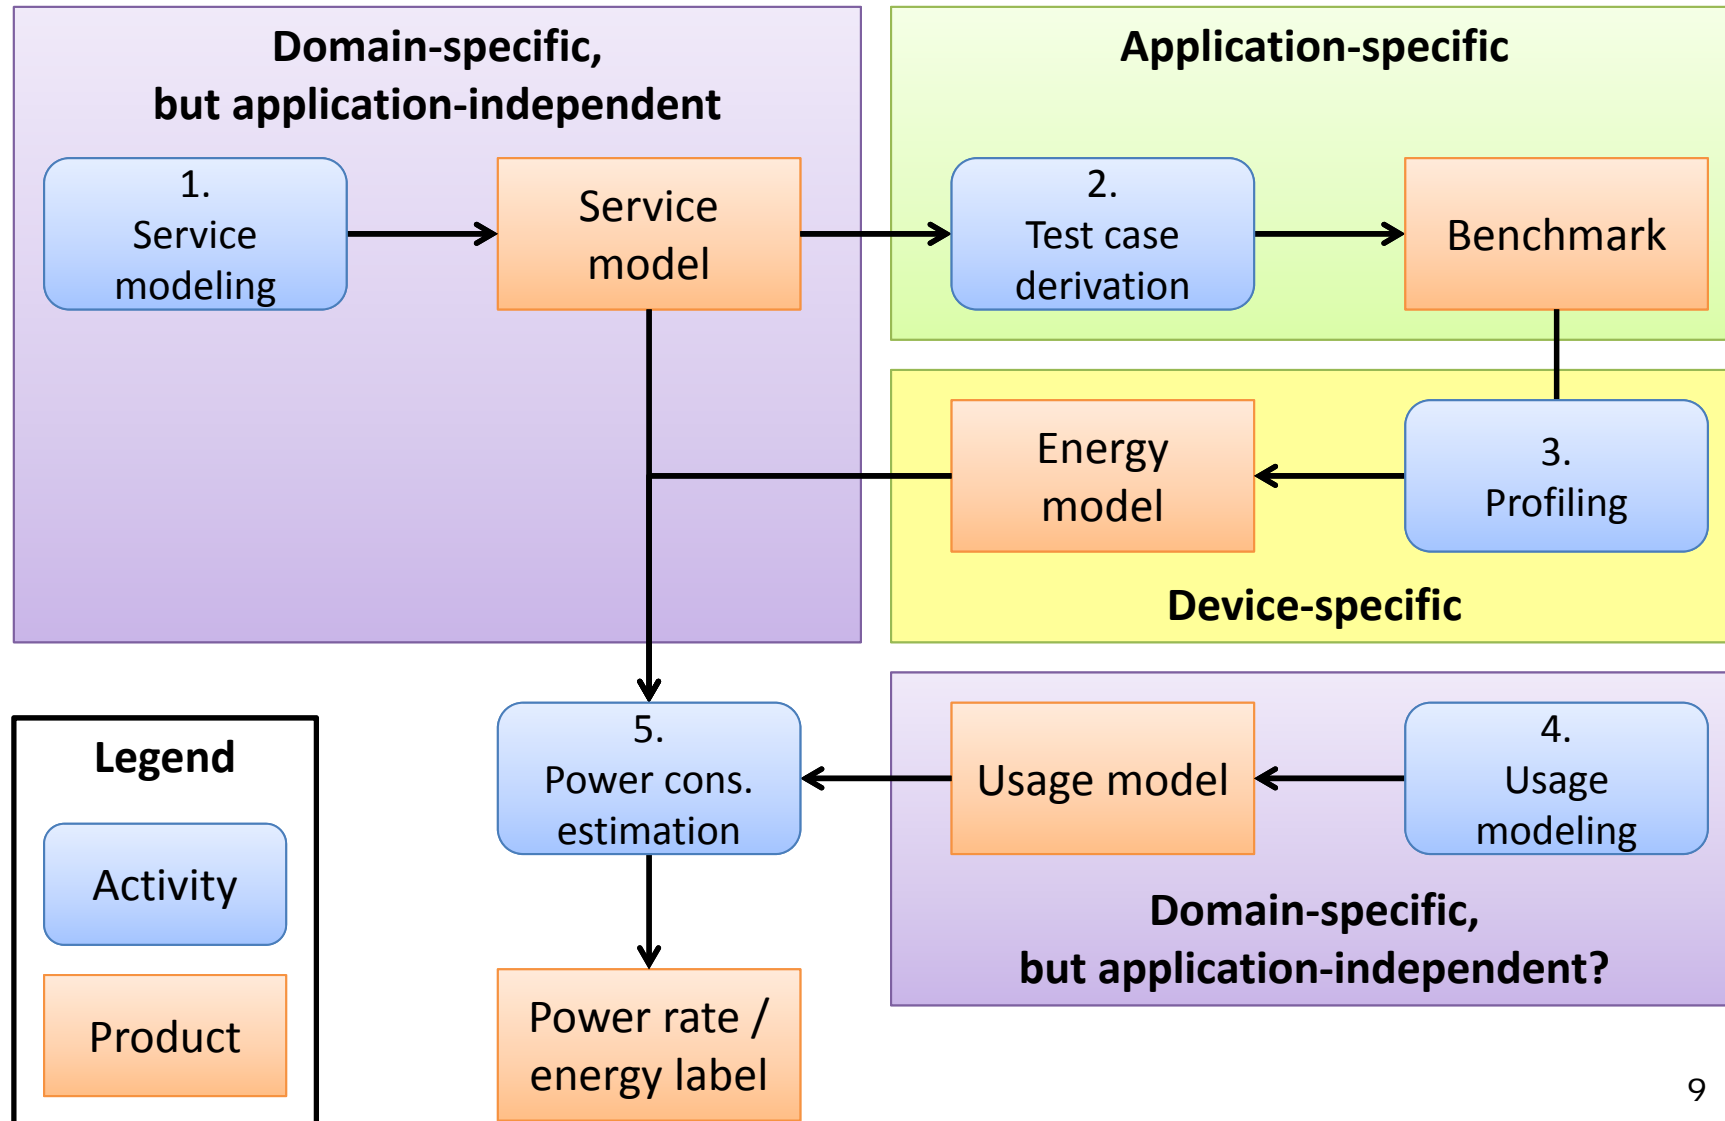 Domain-specific,
but application-independent
1.
Service
modeling
Service
model
Application-specific
2.
Test case
derivation
Benchmark
Energy
model
3.
Profiling
Device-specific
5.
Power cons.
estimation
Usage model
4.
Usage
modeling
Domain-specific,
but application-independent?
Power rate /
energy label
Legend
Activity
Product
9